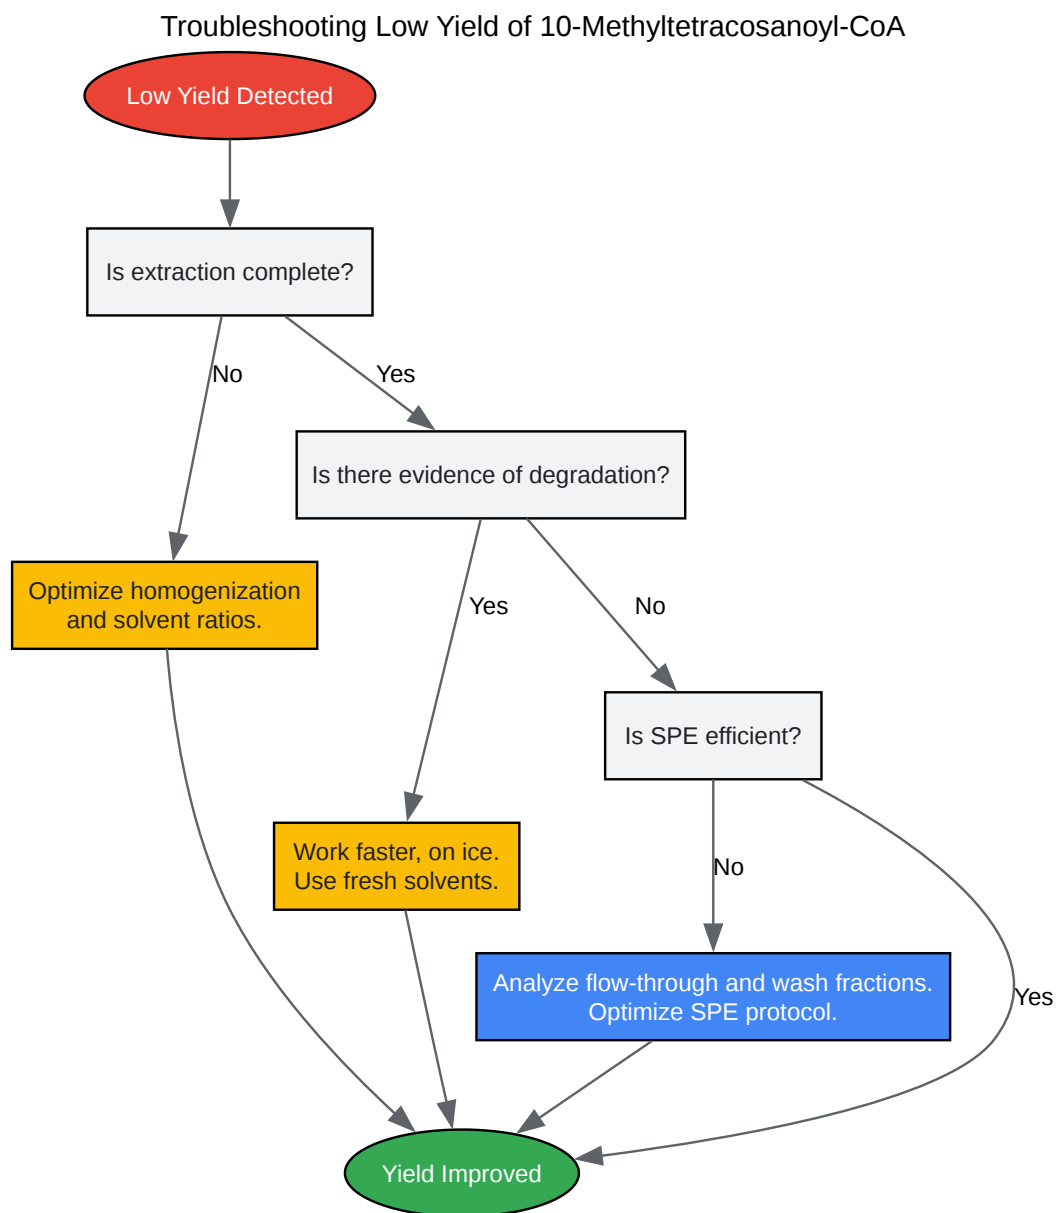 Troubleshooting Low Yield of 10-Methyltetracosanoyl-CoA
Low Yield Detected
Is extraction complete?
No
Yes
Is there evidence of degradation?
Optimize homogenization
and solvent ratios.
Yes
No
Is SPE efficient?
Work faster, on ice.
Use fresh solvents.
No
Analyze flow-through and wash fractions.
Optimize SPE protocol.
Yes
Yield Improved